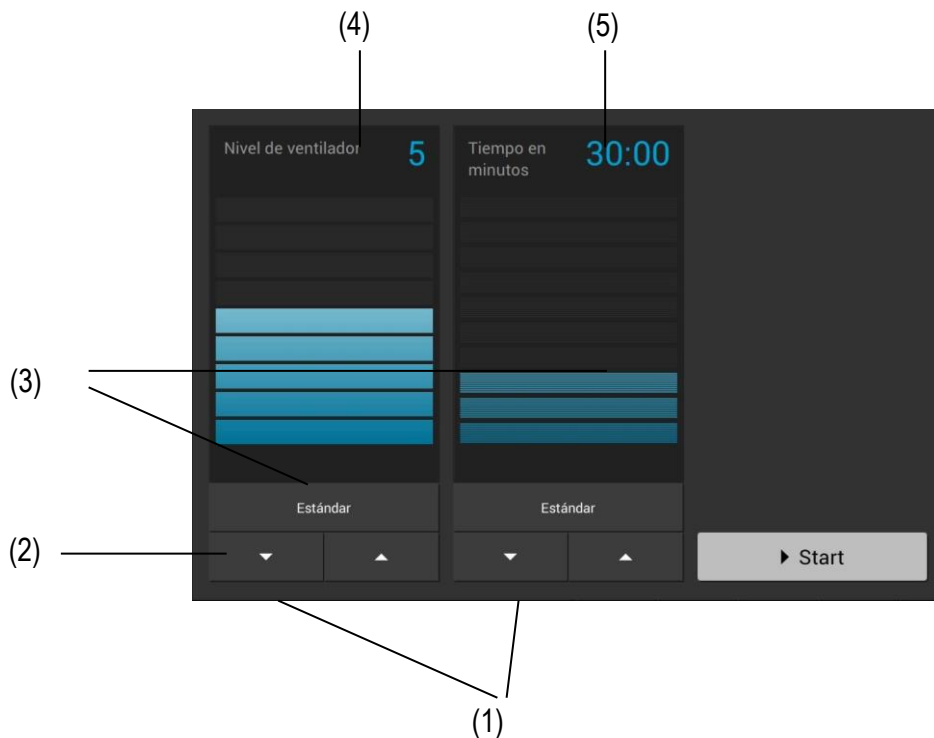 (4)
(5)
Nivel de ventilador
5
Tiempo en
minutos
30:00
(3)
Estándar
Estándar
(2)
Start
(1)